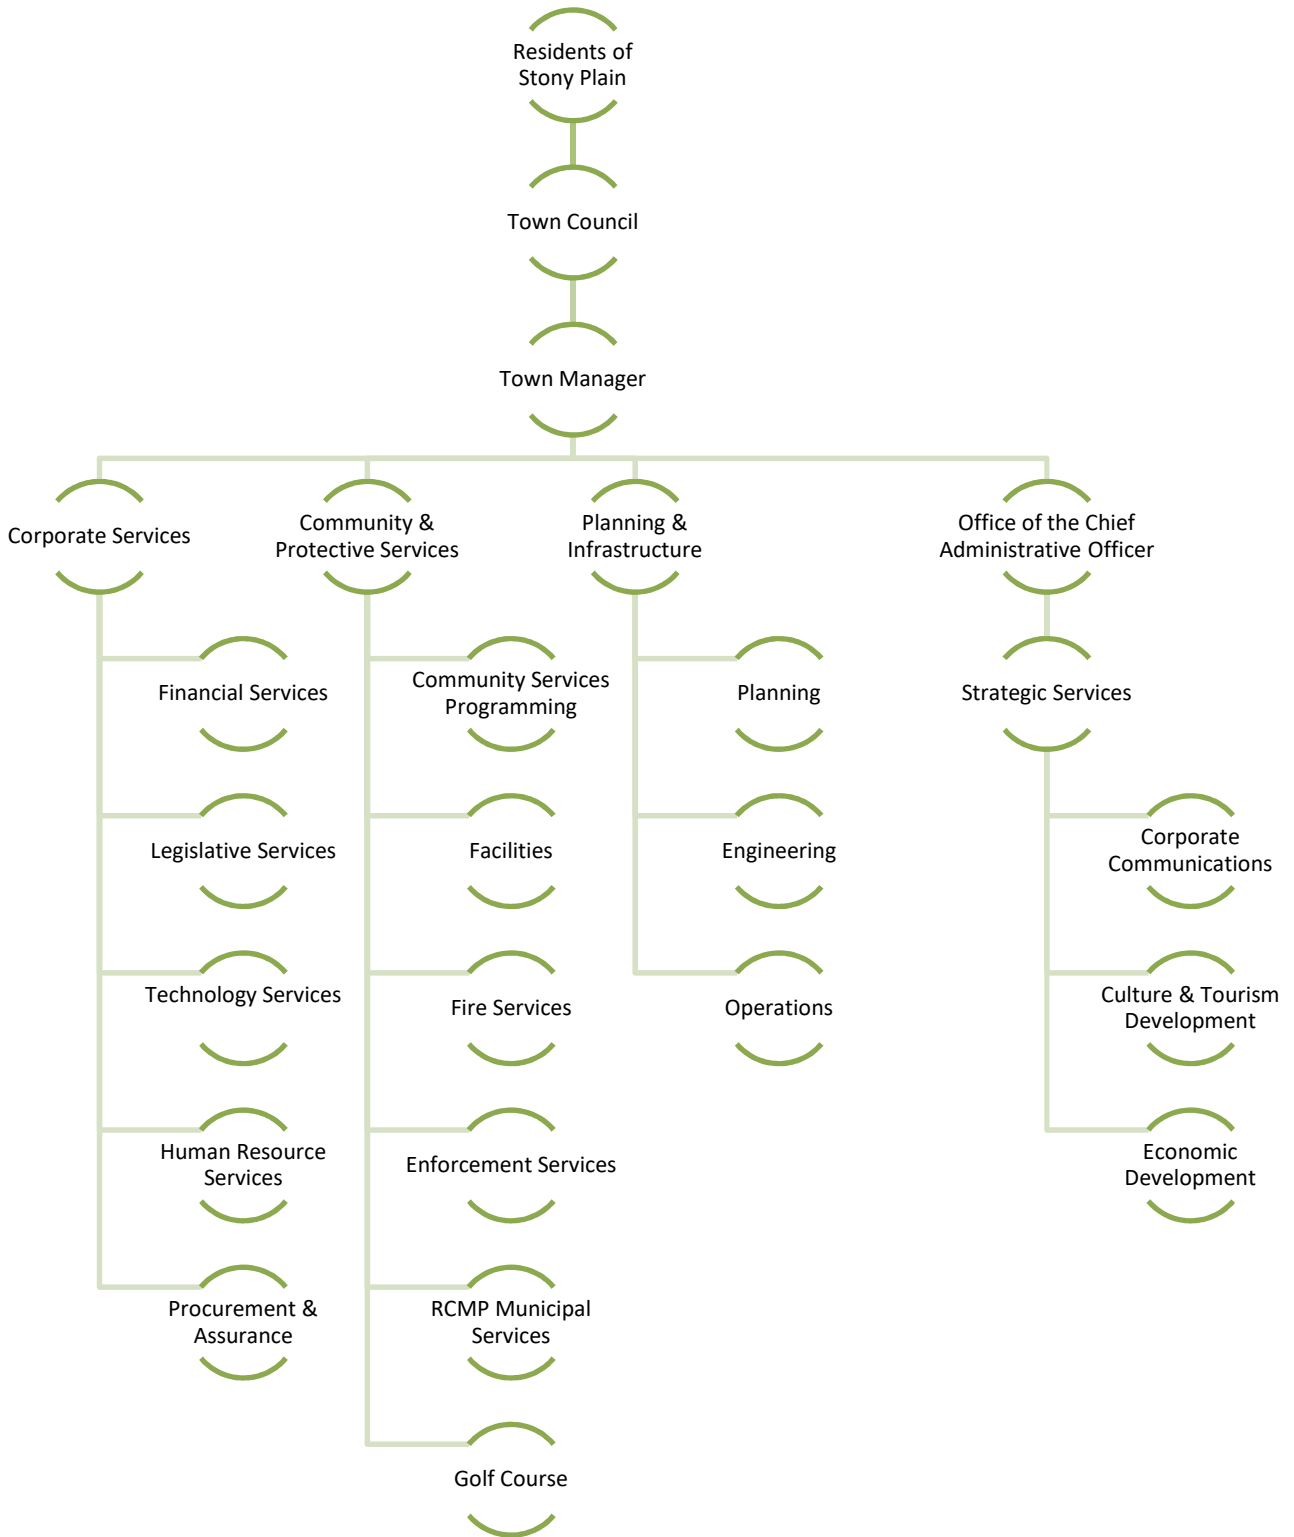 Residents of
Stony Plain
Town Council
Town Manager
Corporate Services
Community &
Protective Services
Planning &
Infrastructure
Office of the Chief
Administrative Officer
Financial Services
Community Services
Programming
Planning
Strategic Services
Legislative Services
Facilities
Engineering
Corporate
Communications
Technology Services
Fire Services
Operations
Culture & Tourism
Development
Human Resource
Services
Enforcement Services
Economic
Development
Procurement &
Assurance
RCMP Municipal
Services
Golf Course